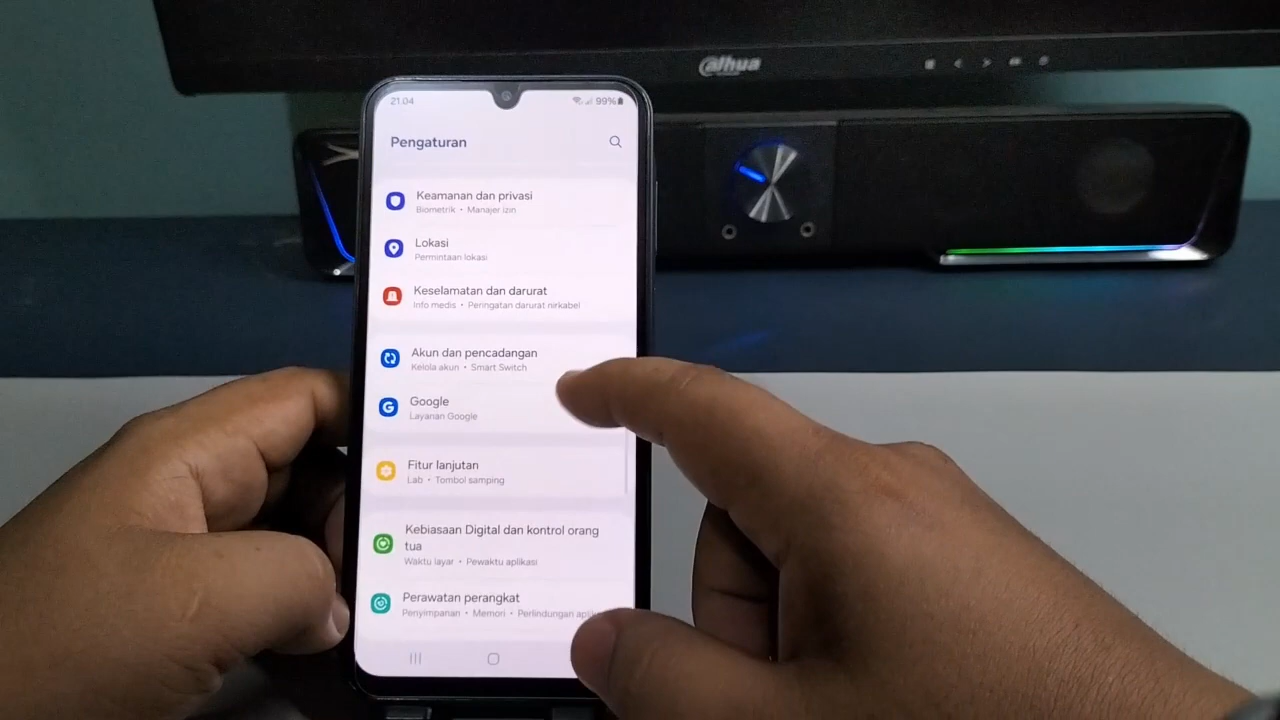 alhua
21.04
99%
Pengaturan
Keamanan dan privasi
Biometrik • Manajer izin
Lokasi
Permintaan lokasi
Keselamatan dan darurat
Info medis • Peringatan darurat nirkabel
Akun dan pencadangan
Kelola akun • Smart Switch
Google
Layanan Google
Fitur lanjutan
Lab • Tombol samping
Kebiasaan Digital dan kontrol orang
tua
Waktu layar • Pewaktu aplikasi
Perawatan perangkat
Penyimpanan • Memori • Perlindungan